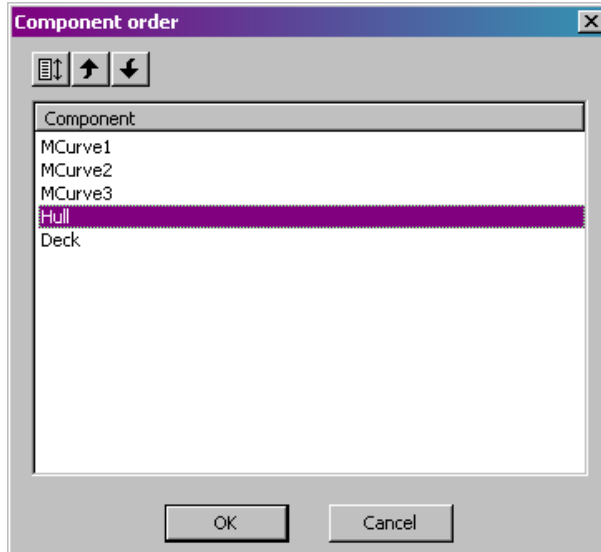 Component order
Component
MCurve1
MCurve2
MCurve3
Hull
Deck
OK
Cancel